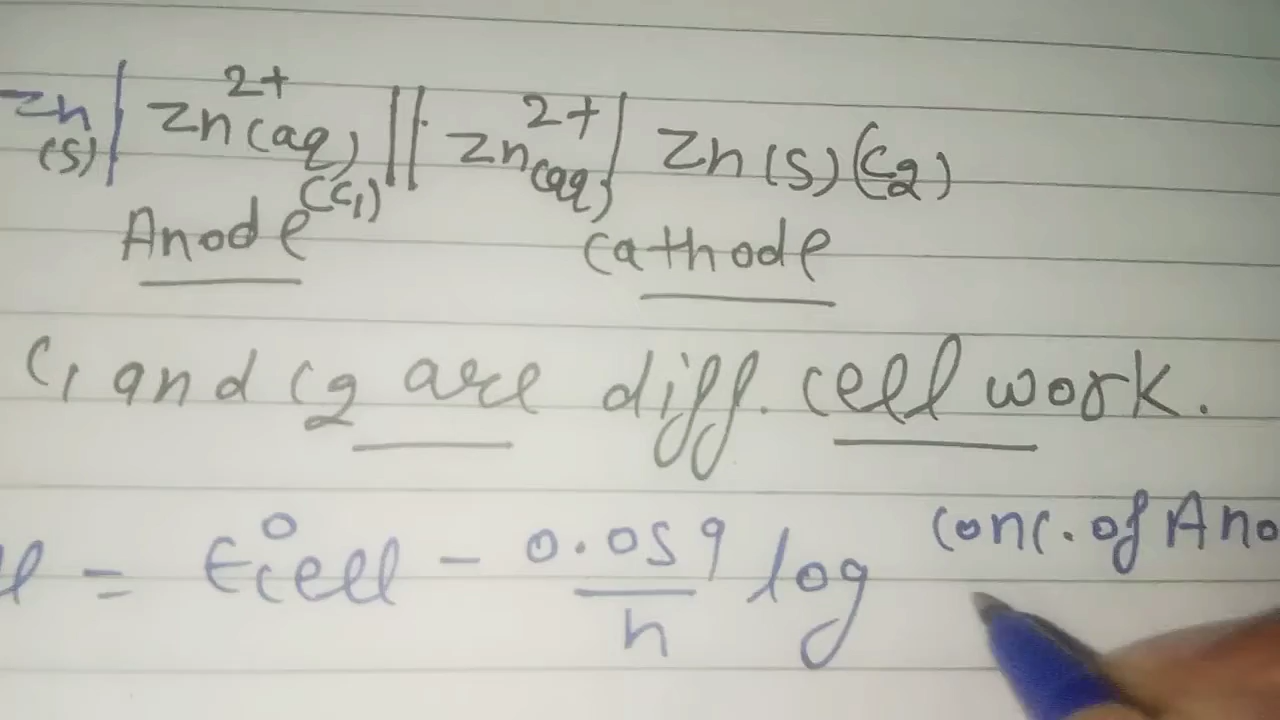 Zn(s) | Zn²⁺(aq) (C₁) || Zn²⁺(aq) | Zn(s) (C₂)
Anode Cathode
C₁ and C₂ are diff. cell work.
l = E°cell - 0.059/n log conc. of Ano